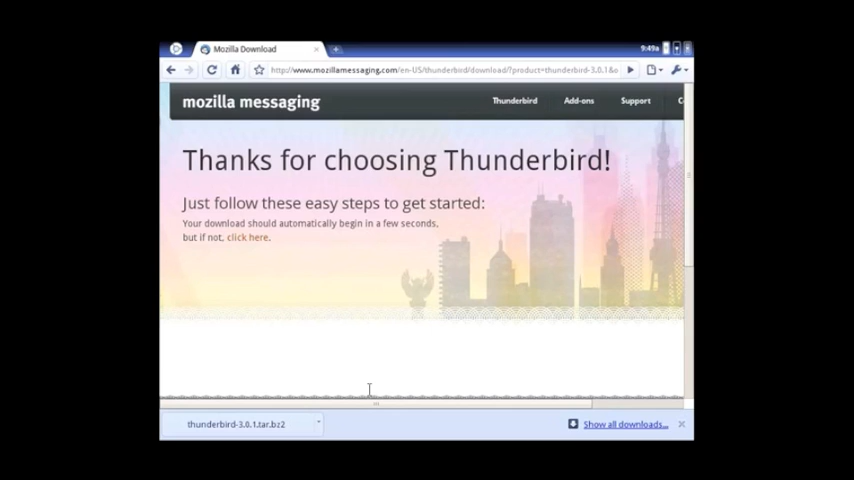 Mozilla Download
9:49a
http://www.mozillamessaging.com/en-US/thunderbird/download/?product=thunderbird-3.0.1&o
mozilla messaging
Thunderbird
Add-ons
Support
Thanks for choosing Thunderbird!
Just follow these easy steps to get started:
Your download should automatically begin in a few seconds,
but if not, click here.
thunderbird-3.0.1.tar.bz2
Show all downloads...